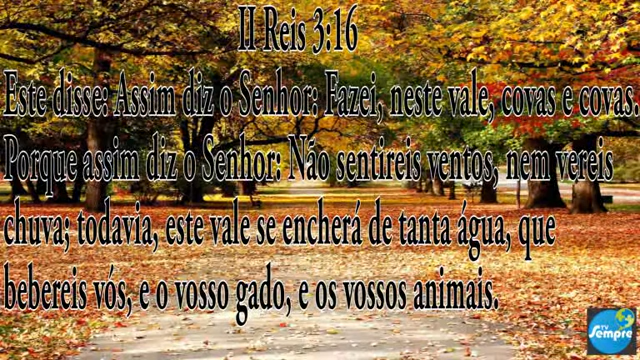 II Reis 3:16
Este disse: Assim diz o Senhor: Fazei, neste vale, covas e covas.
Porque assim diz o Senhor: Não sentireis ventos, nem vereis
chuva; todavia, este vale se encherá de tanta água, que
bebereis vós, e o vosso gado, e os vossos animais.
TV
Sempre